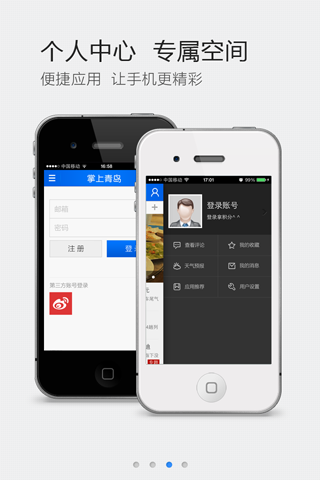 个人中心 专属空间
便捷应用 让手机更精彩
中国移动 16:58
掌上青岛
邮箱
密码
注册
第三方账号登录
中国移动 17:01
登录账号
登录拿积分^_^
查看评论 我的收藏
天气预报 我的消息
应用推荐 用户设置